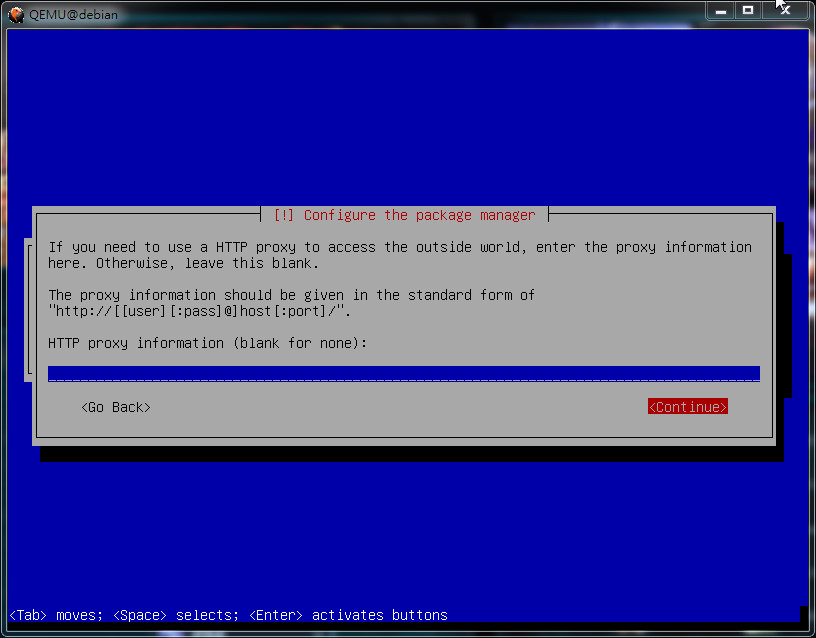 QEMU@debian
[!] Configure the package manager
If you need to use a HTTP proxy to access the outside world, enter the proxy information
here. Otherwise, leave this blank.
The proxy information should be given in the standard form of
"http://[[user][:pass]@]host[:port]/".
HTTP proxy information (blank for none):
<Go Back> <Continue>
<Tab> moves; <Space> selects; <Enter> activates buttons